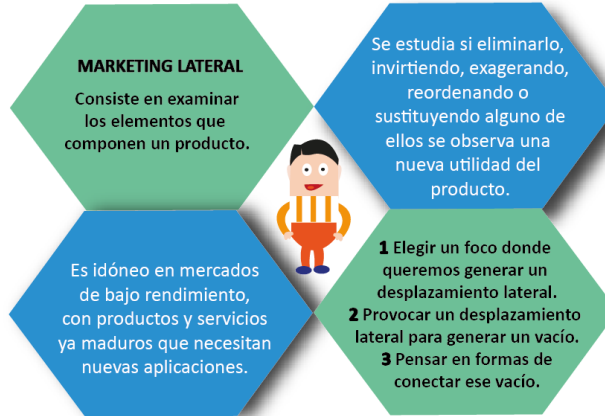 MARKETING LATERAL
Consiste en examinar
los elementos que
componen un producto.
Se estudia si eliminarlo,
invirtiendo, exagerando,
reordenando o
sustituyendo alguno de
ellos se observa una
nueva utilidad del
producto.
Es idóneo en mercados
de bajo rendimiento,
con productos y servicios
ya maduros que necesitan
nuevas aplicaciones.
1 Elegir un foco donde
queremos generar un
desplazamiento lateral.
2 Provocar un desplazamiento
lateral para generar un vacío.
3 Pensar en formas de
conectar ese vacío.